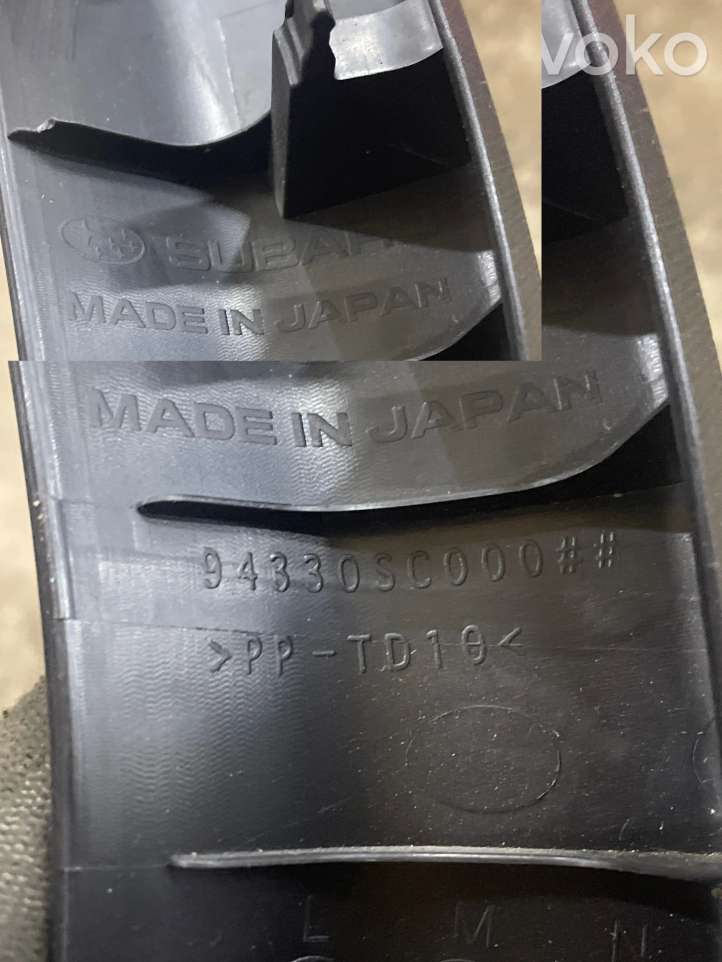 voko
SUBARU
MADE IN JAPAN
MADE IN JAPAN
94330SC000##
>PP-TD10<
L M N